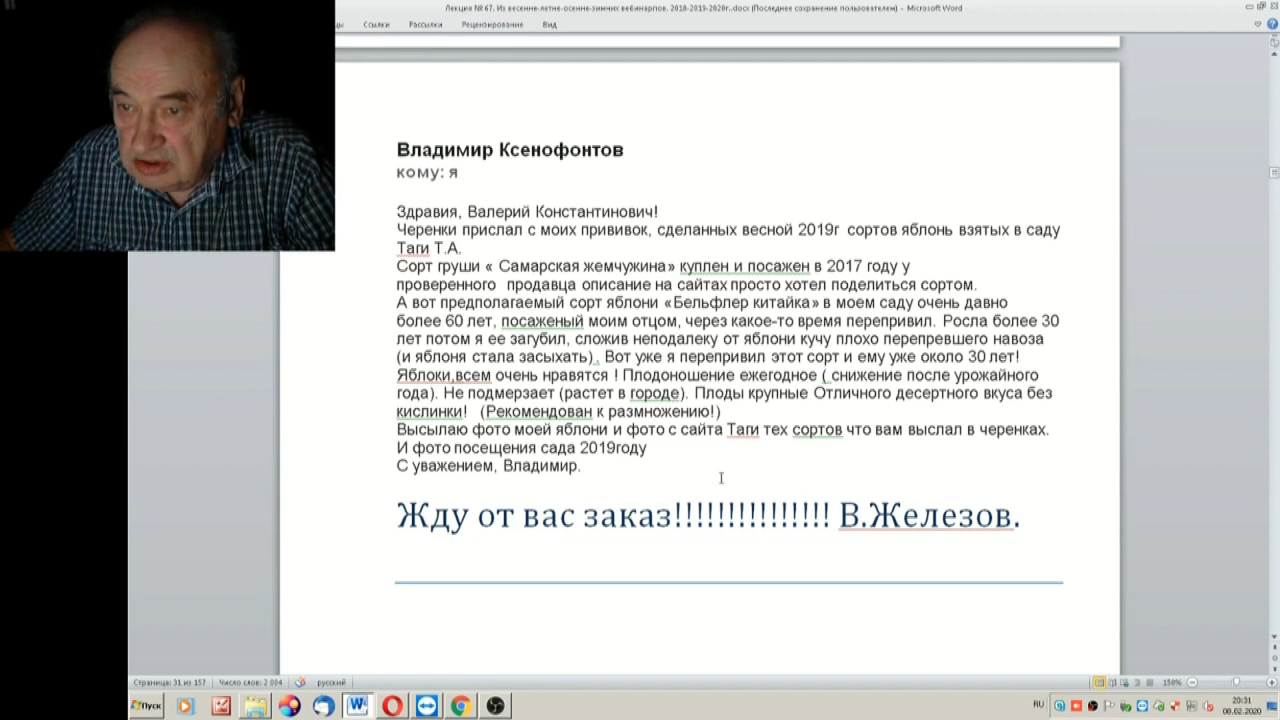 Лекция № 67. Из весенне-летне-осенне-зимних вебинаров. 2018-2019-2020г..docx (Последнее сохранение пользователем) - Microsoft Word
Ссылки Рассылки Рецензирование Вид
Владимир Ксенофонтов
кому: я
Здравия, Валерий Константинович!
Черенки прислал с моих прививок, сделанных весной 2019г сортов яблонь взятых в саду
Таги Т.А.
Сорт груши « Самарская жемчужина» куплен и посажен в 2017 году у
проверенного продавца описание на сайтах просто хотел поделиться сортом.
А вот предполагаемый сорт яблони «Бельфлер китайка» в моем саду очень давно
более 60 лет, посаженый моим отцом, через какое-то время перепривил. Росла более 30
лет потом я ее загубил, сложив неподалеку от яблони кучу плохо перепревшего навоза
(и яблоня стала засыхать). Вот уже я перепривил этот сорт и ему уже около 30 лет!
Яблоки,всем очень нравятся ! Плодоношение ежегодное ( снижение после урожайного
года). Не подмерзает (растет в городе). Плоды крупные Отличного десертного вкуса без
кислинки! (Рекомендован к размножению!)
Высылаю фото моей яблони и фото с сайта Таги тех сортов что вам выслал в черенках.
И фото посещения сада 2019году
С уважением, Владимир.
Жду от вас заказ!!!!!!!!!!!!!!! В.Железов.
Страница: 31 из 157 Число слов: 2 004 русский 150%
Пуск RU 20:31
08.02.2020